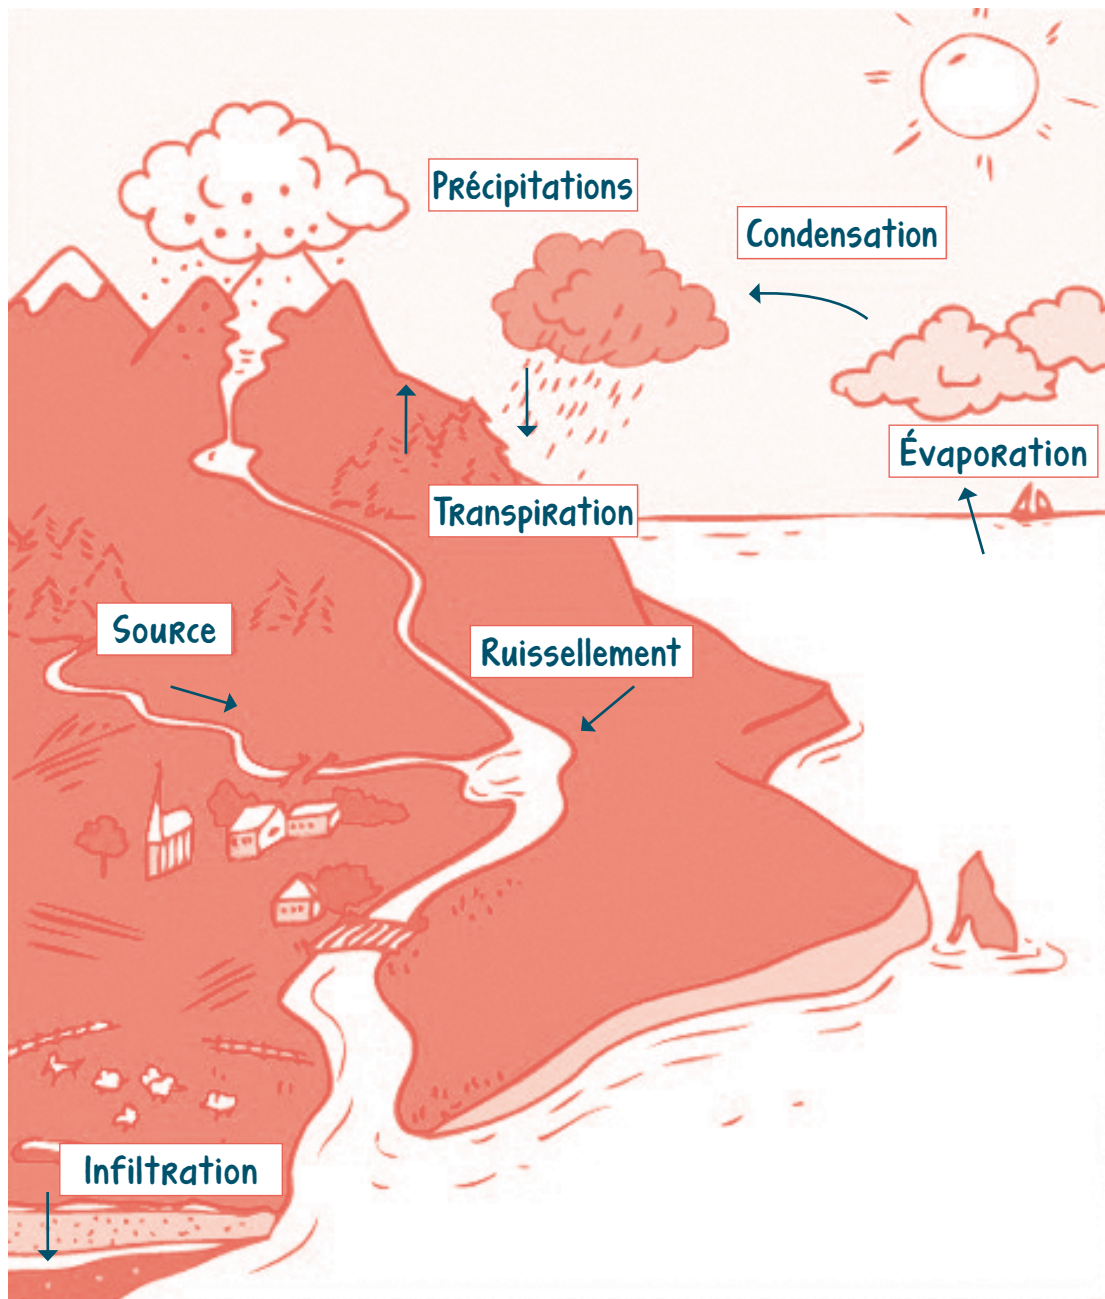 Précipitations
Condensation
Évaporation
Transpiration
Source
Ruissellement
Infiltration